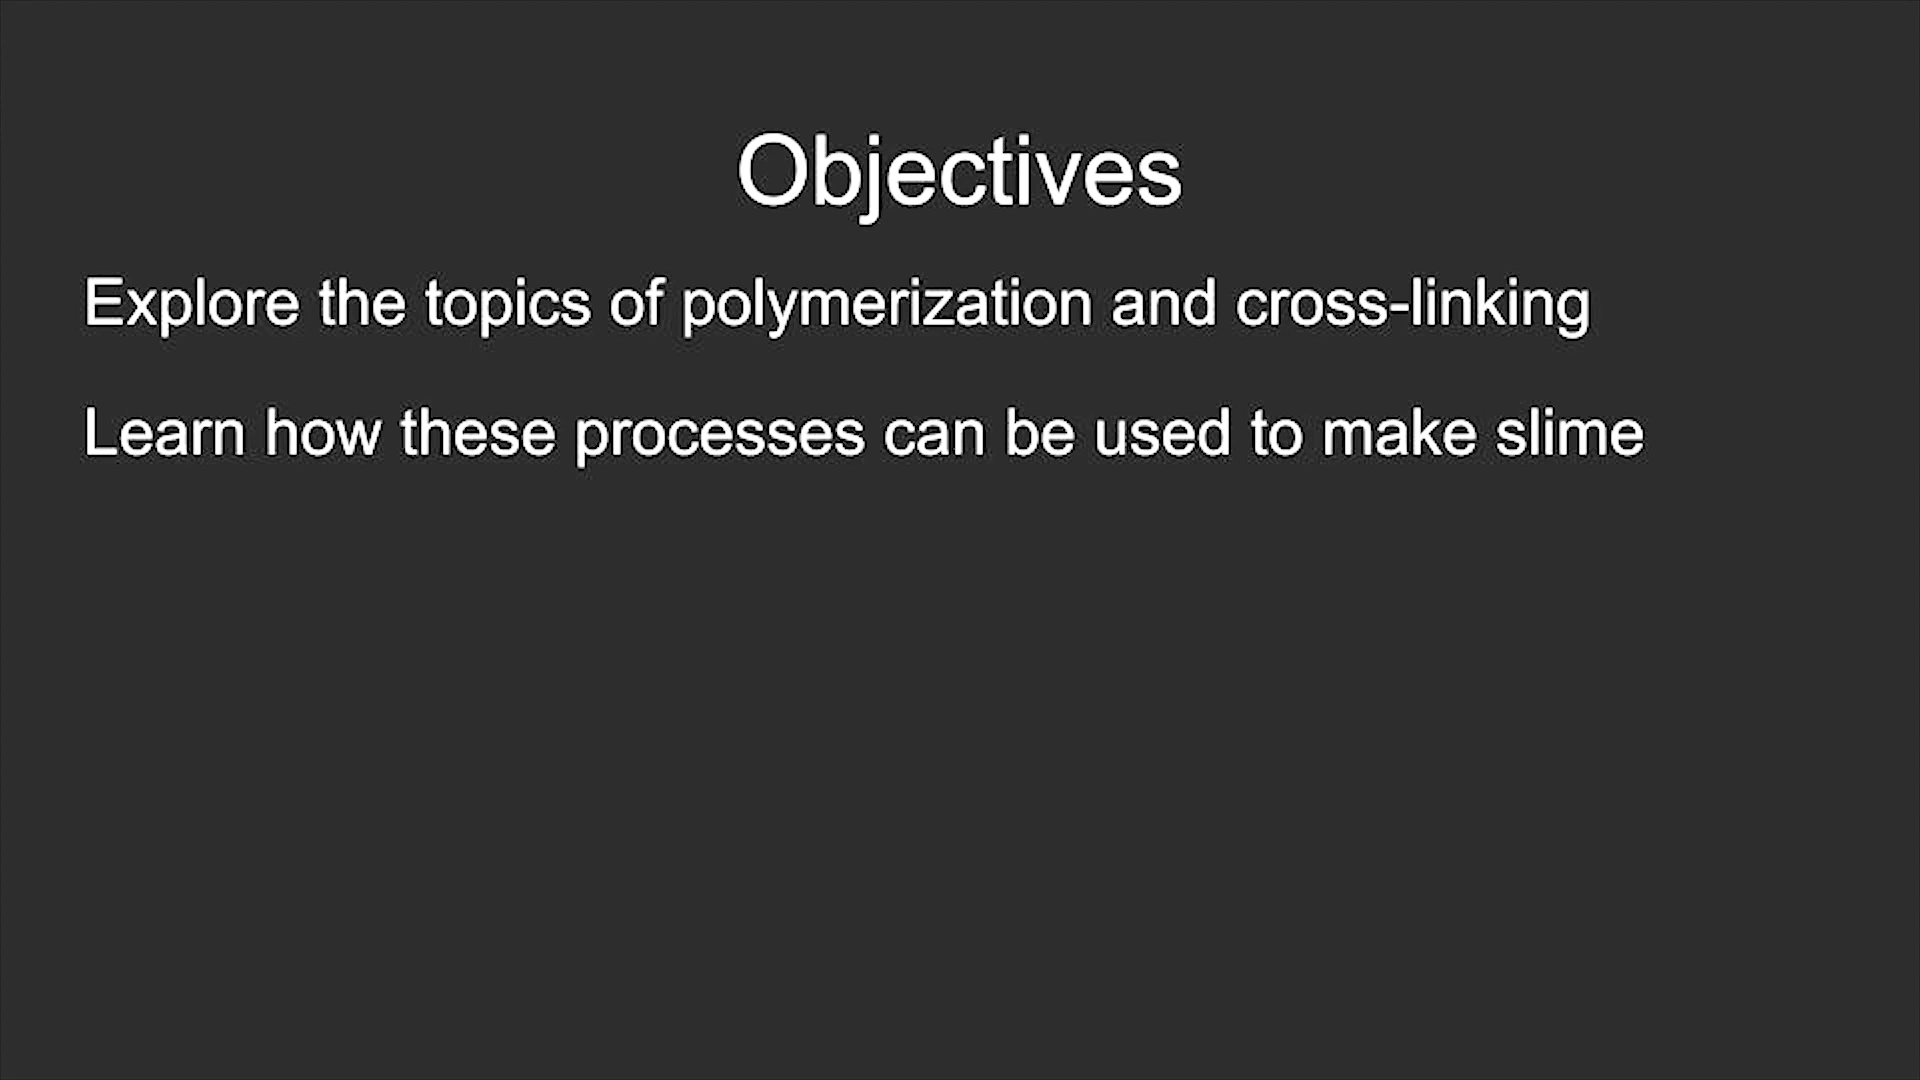 Objectives
Explore the topics of polymerization and cross-linking
Learn how these processes can be used to make slime